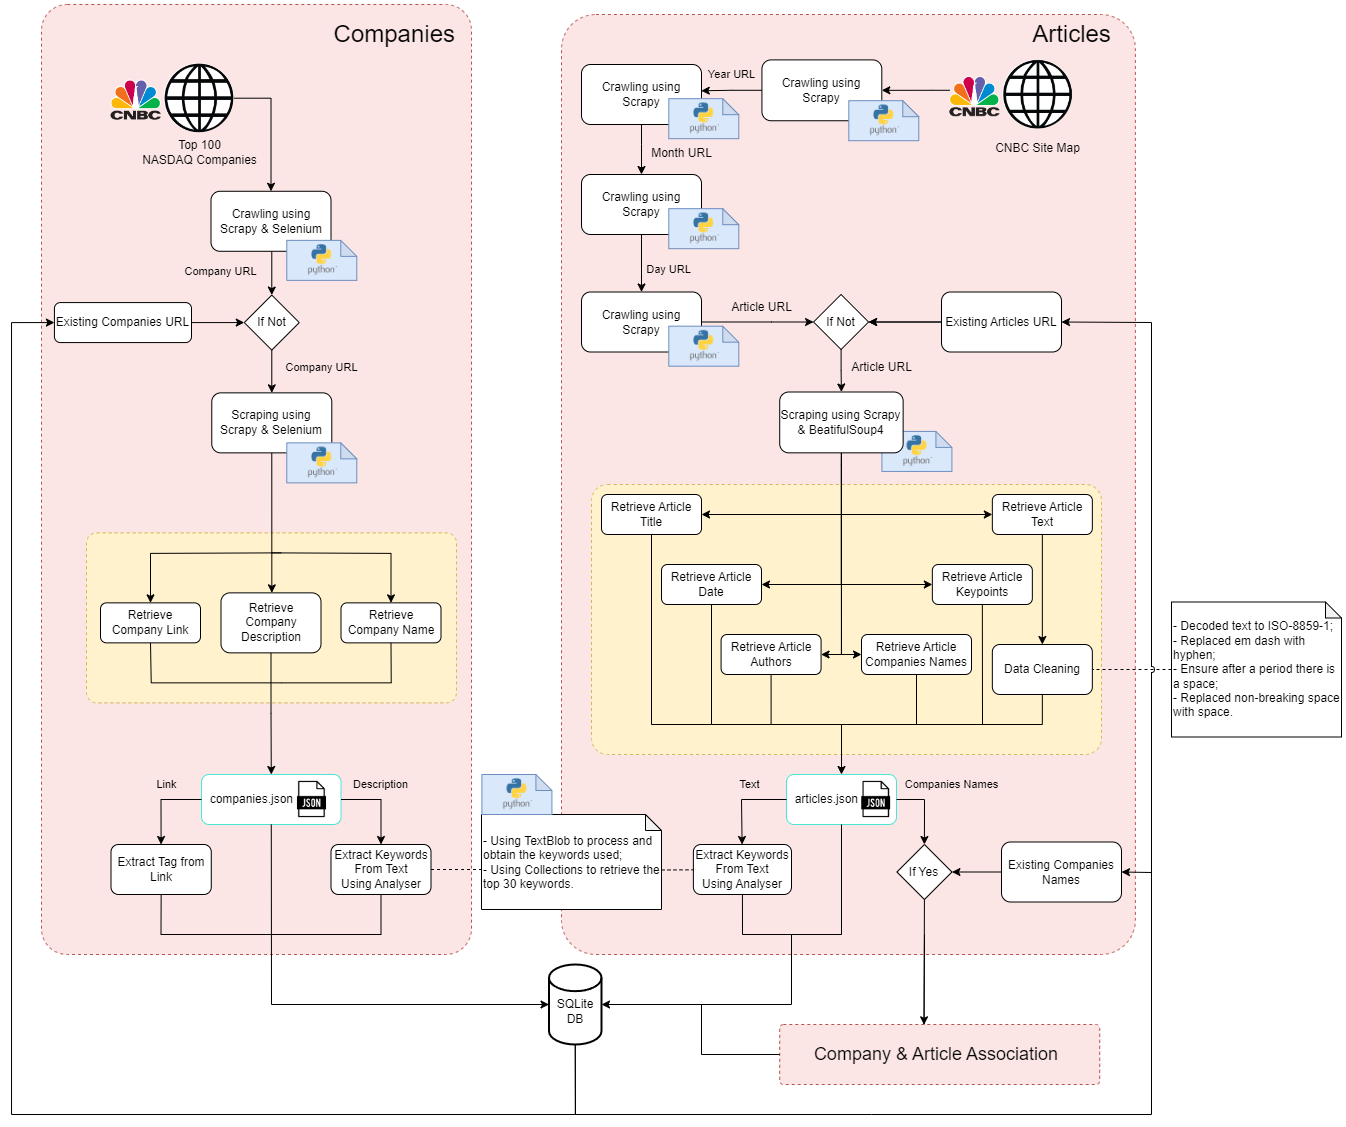 Companies
CNBC
Top 100
NASDAQ Companies
Crawling using
Scrapy & Selenium
python
Company URL
Existing Companies URL
If Not
Company URL
Scraping using
Scrapy & Selenium
python
Retrieve
Company Link
Retrieve
Company
Description
Retrieve
Company Name
Link
companies.json
JSON
Description
Extract Tag from
Link
Extract Keywords
From Text
Using Analyser
python
- Using TextBlob to process and
obtain the keywords used;
- Using Collections to retrieve the
top 30 keywords.
Articles
CNBC
CNBC Site Map
Crawling using
Scrapy
python
Year URL
Crawling using
Scrapy
python
Month URL
Crawling using
Scrapy
python
Day URL
Crawling using
Scrapy
python
Article URL
If Not
Existing Articles URL
Article URL
Scraping using Scrapy
& BeatifulSoup4
python
Retrieve Article
Title
Retrieve Article
Text
Retrieve Article
Date
Retrieve Article
Keypoints
Retrieve Article
Authors
Retrieve Article
Companies Names
Data Cleaning
- Decoded text to ISO-8859-1;
- Replaced em dash with
hyphen;
- Ensure after a period there is
a space;
- Replaced non-breaking space
with space.
Text
articles.json
JSON
Companies Names
Extract Keywords
From Text
Using Analyser
If Yes
Existing Companies
Names
SQLite
DB
Company & Article Association